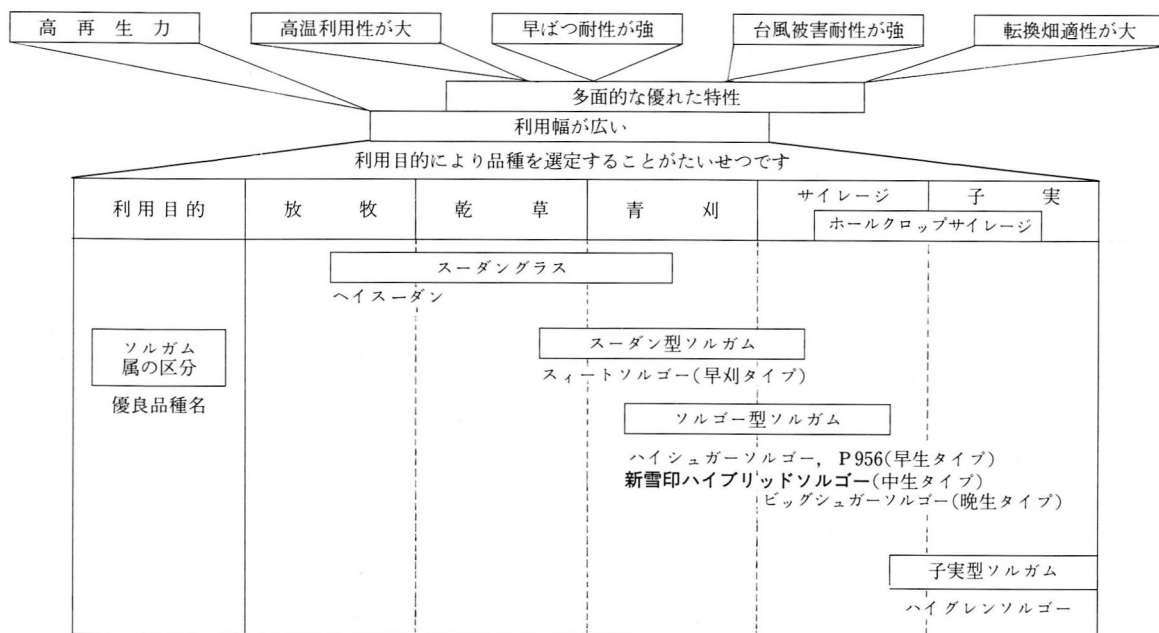 高再生力
高温利用性が大
早ばつ耐性が強
台風被害耐性が強
転換畑適性が大
多面的な優れた特性
利用幅が広い
利用目的により品種を選定することがたいせつです
利用目的
放牧
乾草
青刈
サイレージ
子実
ホールクロップサイレージ
スーダングラス
ヘイスーダン
ソルガム
属の区分
優良品種名
スーダン型ソルガム
スィートソルゴー(早刈タイプ)
ソルゴー型ソルガム
ハイシュガーソルゴー，P956(早生タイプ)
新雪印ハイブリッドソルゴー(中生タイプ)
ビッグシュガーソルゴー(晩生タイプ)
子実型ソルガム
ハイグレンソルゴー